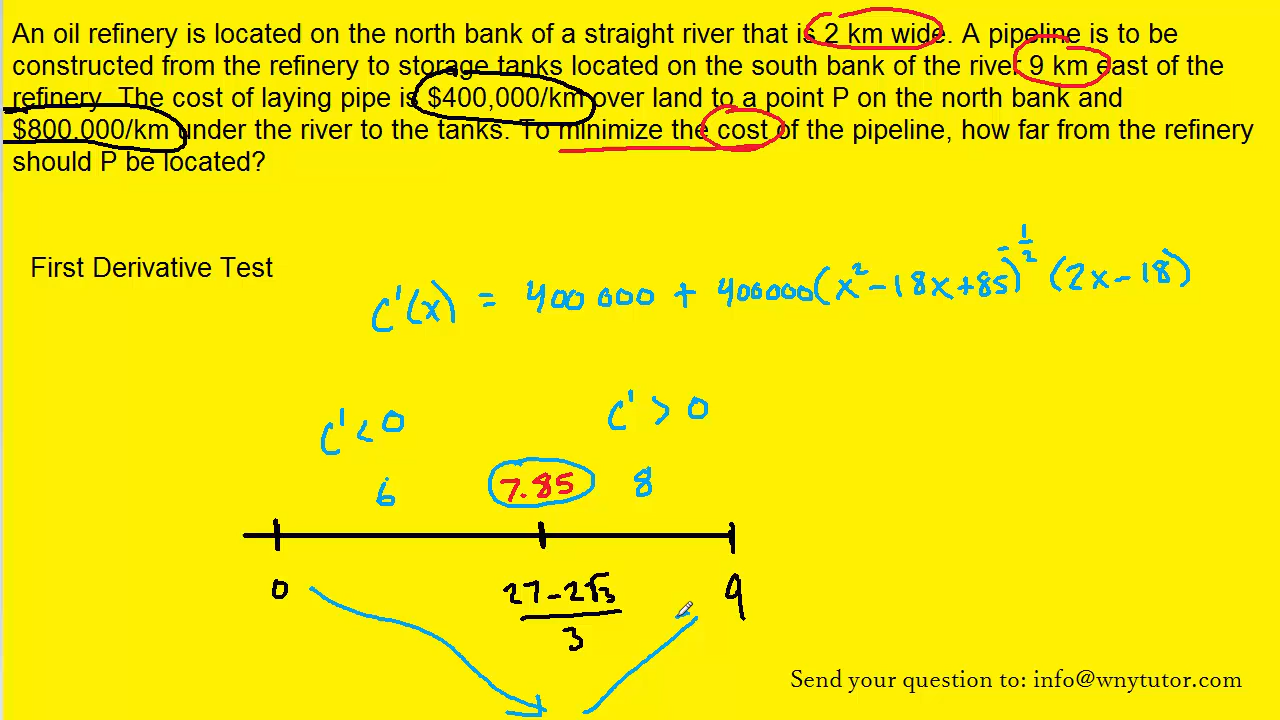 An oil refinery is located on the north bank of a straight river that is 2 km wide. A pipeline is to be
constructed from the refinery to storage tanks located on the south bank of the river 9 km east of the
refinery. The cost of laying pipe is $400,000/km over land to a point P on the north bank and
$800,000/km under the river to the tanks. To minimize the cost of the pipeline, how far from the refinery
should P be located?
First Derivative Test
C'(x) = 400 000 + 400000(x² - 18x + 85)^-1/2 (2x - 18)
C' < 0 C' > 0
6 7.85 8
0 27 - 2√3 / 3 9
Send your question to: info@wnytutor.com